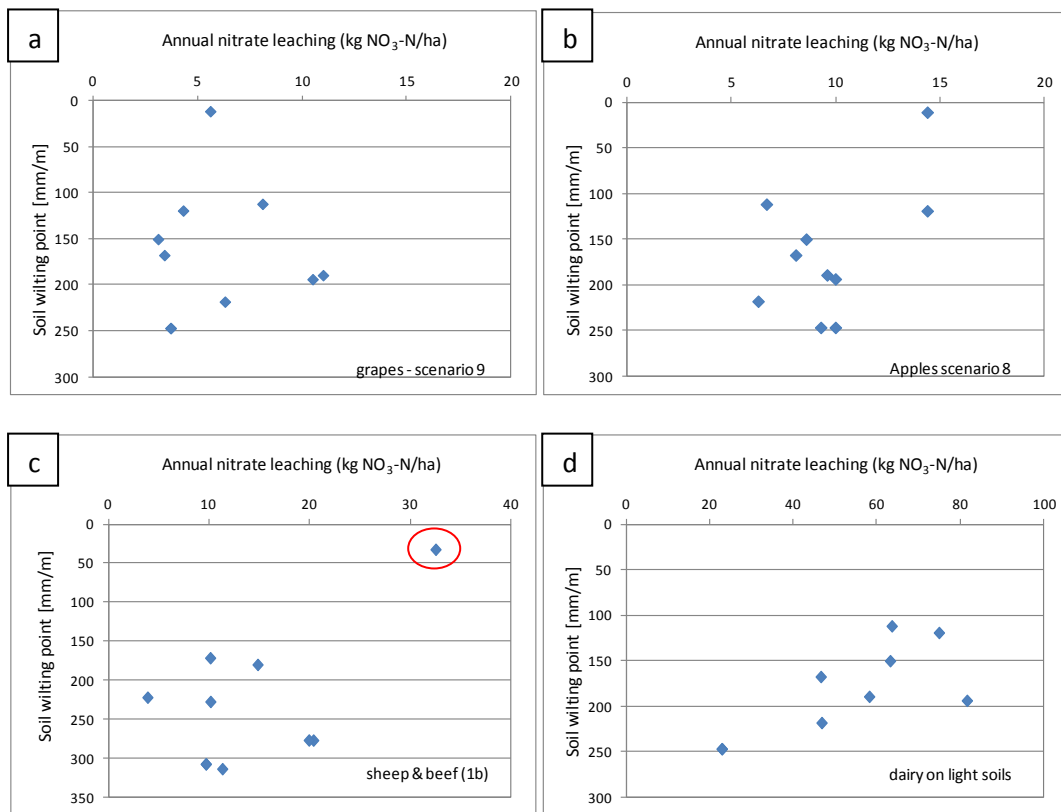 a
Annual nitrate leaching (kg NO₃-N/ha)
0 5 10 15 20
0
50
100
150
200
250
300
Soil wilting point [mm/m]
grapes - scenario 9
b
Annual nitrate leaching (kg NO₃-N/ha)
0 5 10 15 20
0
50
100
150
200
250
300
Soil wilting point [mm/m]
Apples scenario 8
c
Annual nitrate leaching (kg NO₃-N/ha)
0 10 20 30 40
0
50
100
150
200
250
300
350
Soil wilting point [mm/m]
sheep & beef (1b)
d
Annual nitrate leaching (kg NO₃-N/ha)
0 20 40 60 80 100
0
50
100
150
200
250
300
Soil wilting point [mm/m]
dairy on light soils